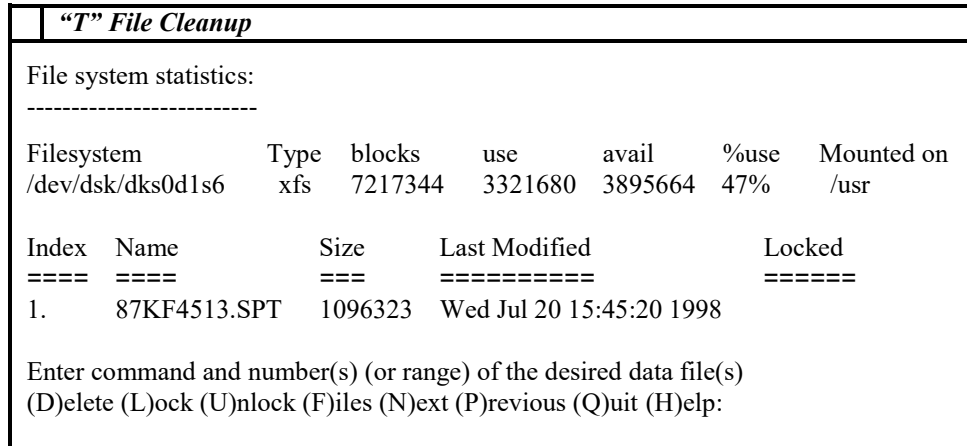 “T” File Cleanup
File system statistics:
--------------------------
Filesystem Type blocks use avail %use Mounted on
/dev/dsk/dks0d1s6 xfs 7217344 3321680 3895664 47% /usr
Index Name Size Last Modified Locked
==== ==== === ========== ======
1. 87KF4513.SPT 1096323 Wed Jul 20 15:45:20 1998
Enter command and number(s) (or range) of the desired data file(s)
(D)elete (L)ock (U)nlock (F)iles (N)ext (P)revious (Q)uit (H)elp: